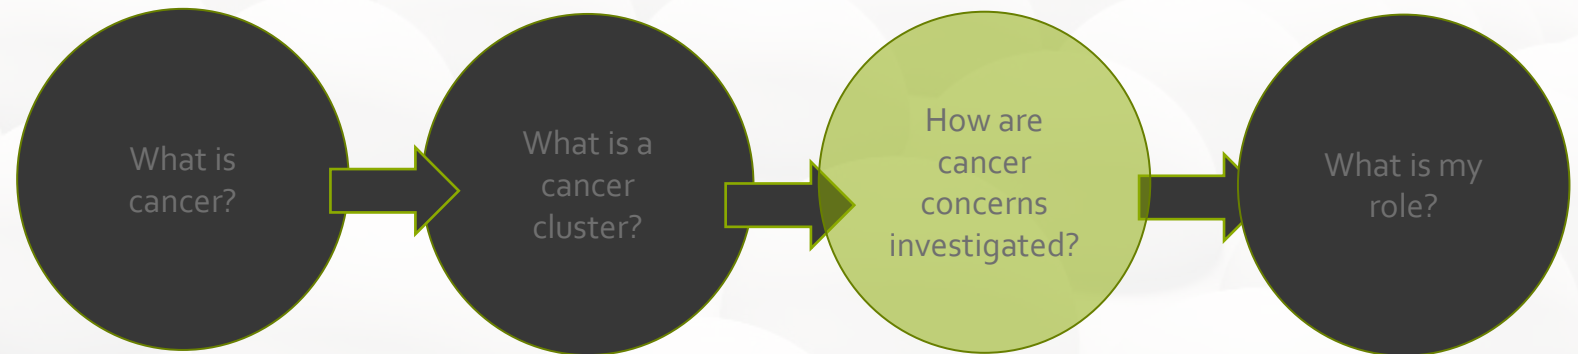 What is
cancer?
What is a
cancer
cluster?
How are
cancer
concerns
investigated?
What is my
role?